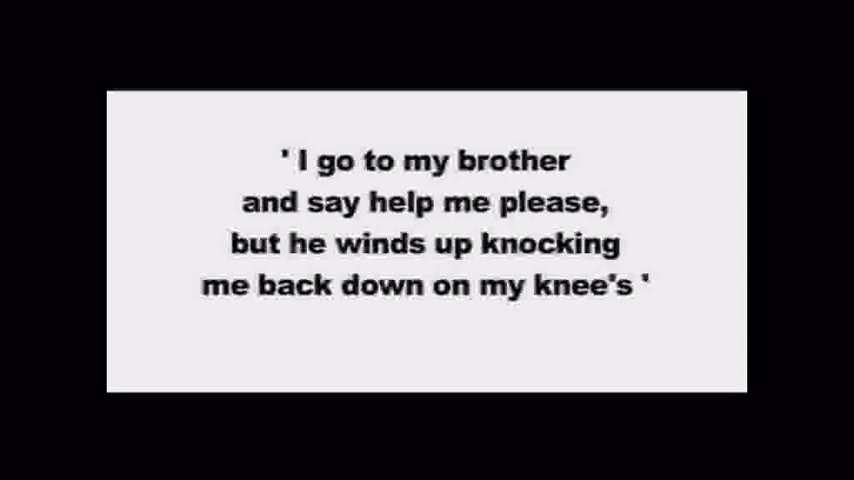 ' I go to my brother
and say help me please,
but he winds up knocking
me back down on my knee's '